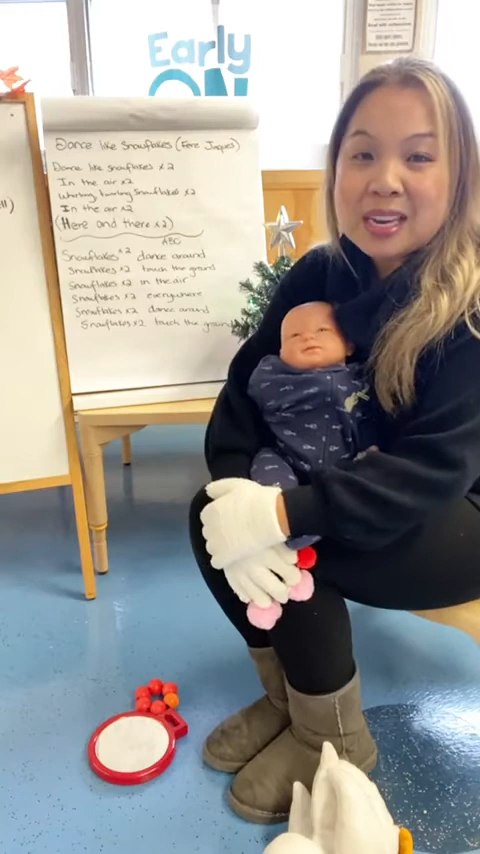 Early
ON
Dance like Snowflakes (Fere Jaques)
Dance like snowflakes x2
In the air x2
Whirling twirling snowflakes x2
In the air x2
(Here and there x2)
ABC
Snowflakes x2 dance around
Snowflakes x2 touch the ground
Snowflakes x2 in the air
Snowflakes x2 everywhere
Snowflakes x2 dance around
Snowflakes x2 touch the ground